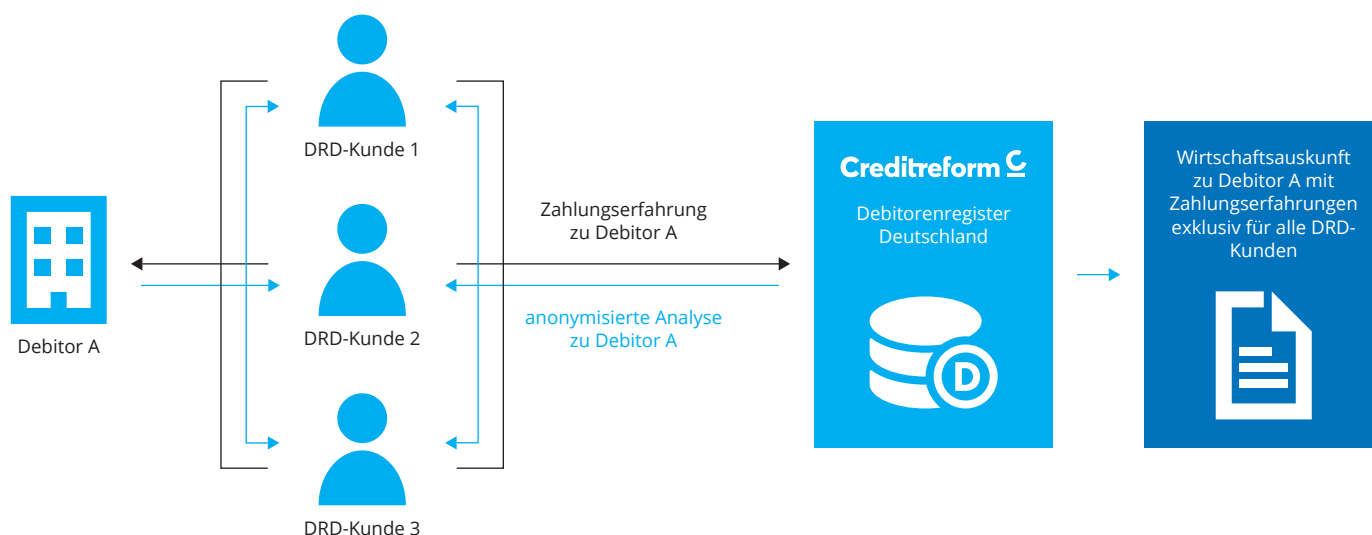 DRD-Kunde 1
Debitor A
DRD-Kunde 2
DRD-Kunde 3
Zahlungserfahrung
zu Debitor A
anonymisierte Analyse
zu Debitor A
Creditreform C
Debitorenregister
Deutschland
D
Wirtschaftsauskunft
zu Debitor A mit
Zahlungserfahrungen
exklusiv für alle DRD-
Kunden